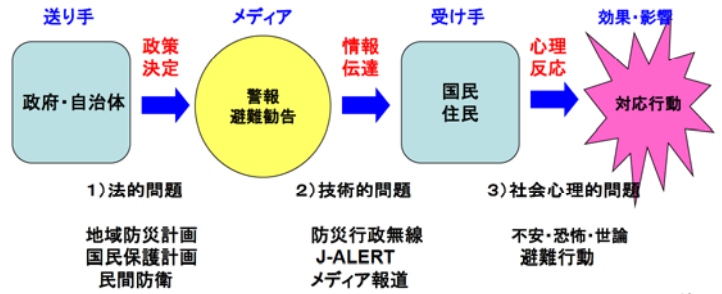 送り手
メディア
受け手
効果・影響
政策
決定
情報
伝達
心理
反応
政府・自治体
警報
避難勧告
国民
住民
対応行動
1)法的問題
2)技術的問題
3)社会心理的問題
地域防災計画
国民保護計画
民間防衛
防災行政無線
J-ALERT
メディア報道
不安・恐怖・世論
避難行動